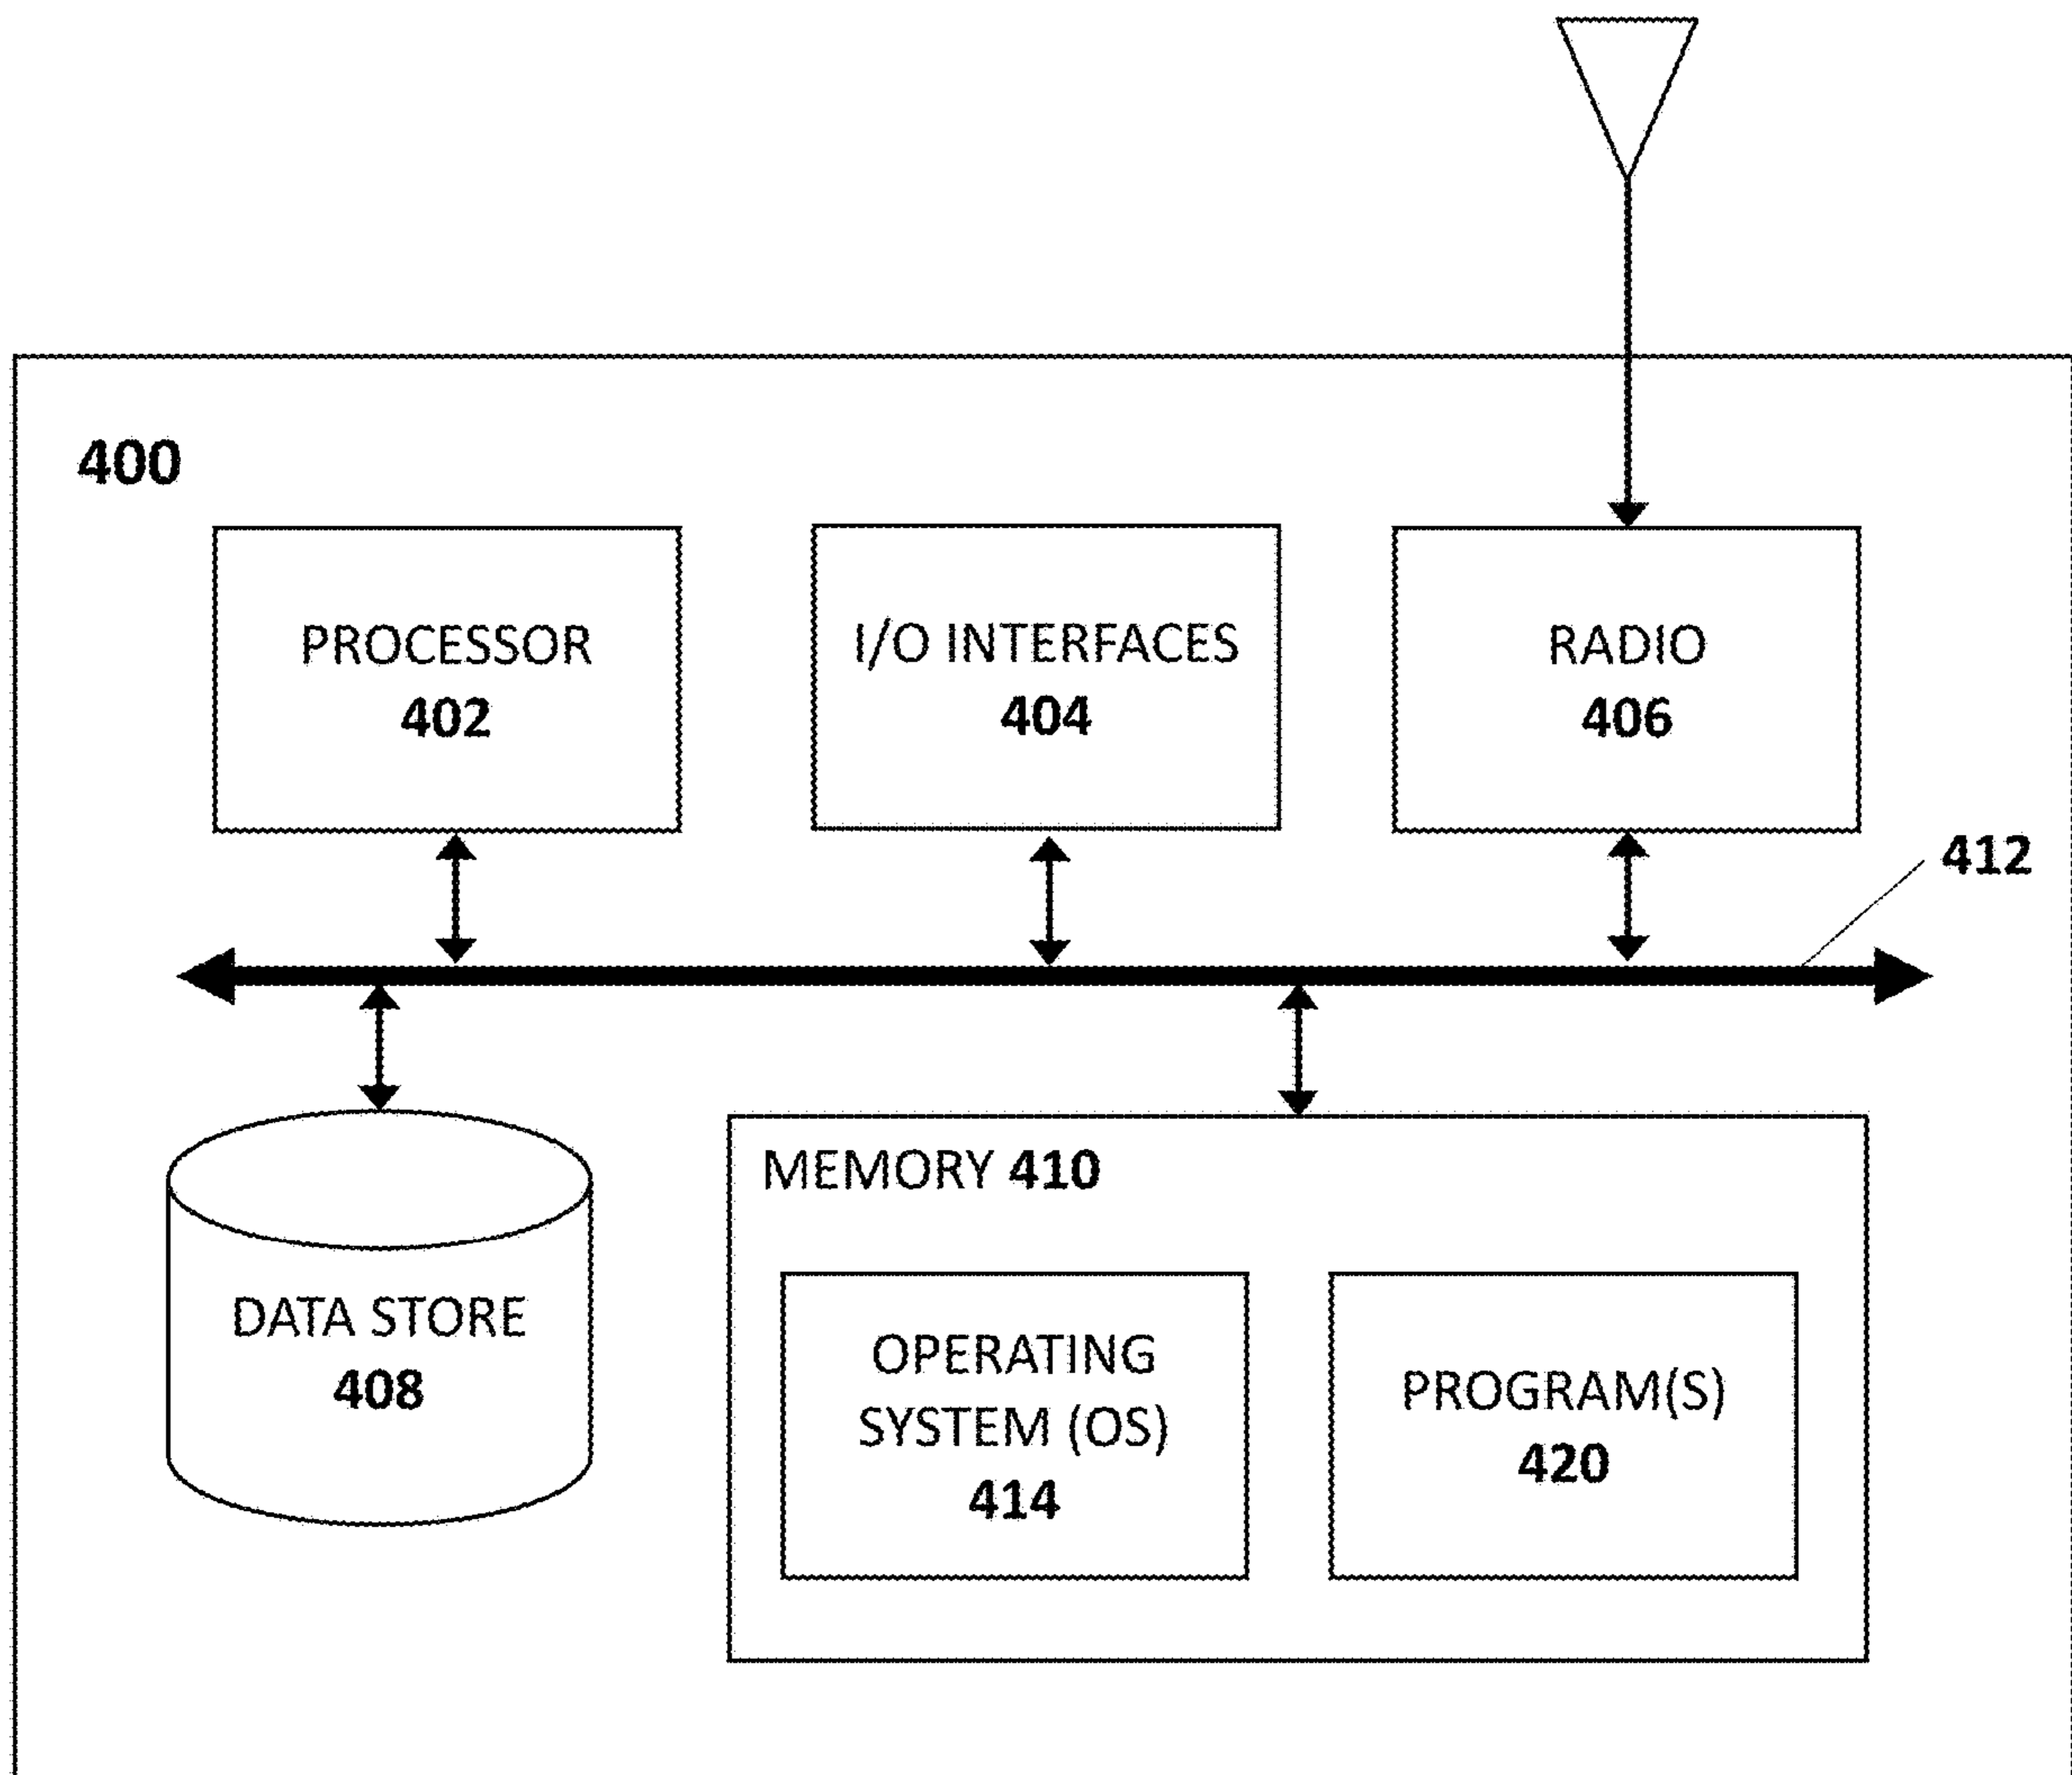 400
PROCESSOR
402
I/O INTERFACES
404
RADIO
406
412
DATA STORE
408
MEMORY 410
OPERATING
SYSTEM (OS)
414
PROGRAM(S)
420